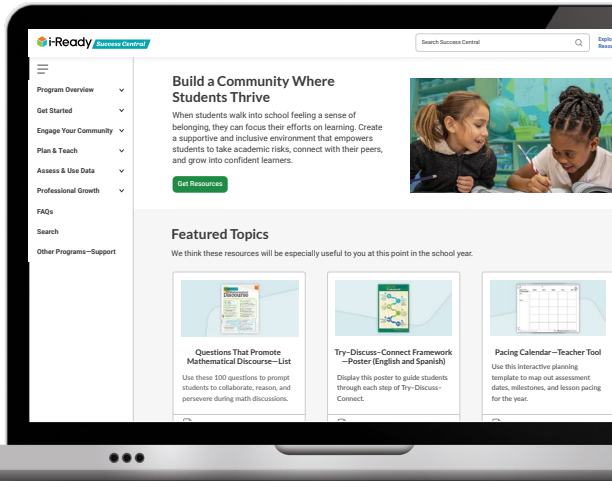 i-Ready Success Central
Search Success Central
Explo
Resou
Program Overview
Get Started
Engage Your Community
Plan & Teach
Assess & Use Data
Professional Growth
FAQs
Search
Other Programs—Support
Build a Community Where
Students Thrive
When students walk into school feeling a sense of
belonging, they can focus their efforts on learning. Create
a supportive and inclusive environment that empowers
students to take academic risks, connect with their peers,
and grow into confident learners.
Get Resources
Featured Topics
We think these resources will be especially useful to you at this point in the school year.
Discourse
Questions That Promote
Mathematical Discourse—List
Use these 100 questions to prompt
students to collaborate, reason, and
persevere during math discussions.
Try–Discuss–Connect Framework
—Poster (English and Spanish)
Display this poster to guide students
through each step of Try–Discuss–
Connect.
Pacing Calendar—Teacher Tool
Use this interactive planning
template to map out assessment
dates, milestones, and lesson pacing
for the year.